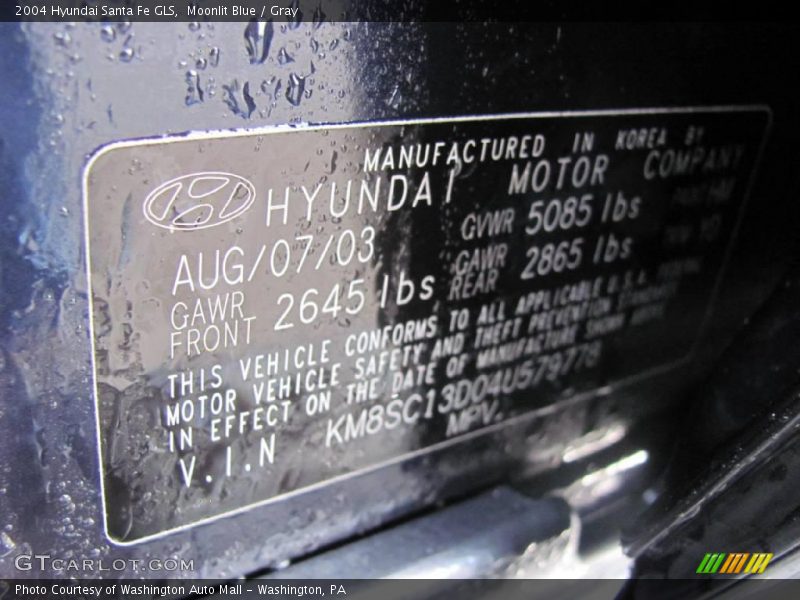 2004 Hyundai Santa Fe GLS, Moonlit Blue / Gray
MANUFACTURED IN KOREA BY
HYUNDAI MOTOR COMPANY
AUG/07/03 GVWR 5085 lbs
GAWR FRONT 2645 lbs GAWR REAR 2865 lbs
THIS VEHICLE CONFORMS TO ALL APPLICABLE U.S.A. FEDERAL
MOTOR VEHICLE SAFETY AND THEFT PREVENTION STANDARDS
IN EFFECT ON THE DATE OF MANUFACTURE SHOWN ABOVE
V.I.N KM8SC13D04U579778
MPV.
GTCARLOT.COM
Photo Courtesy of Washington Auto Mall - Washington, PA